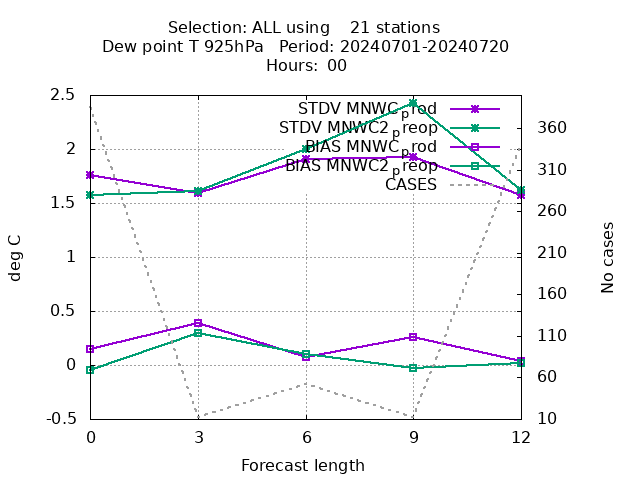 Selection: ALL using    21 stations
Dew point T 925hPa   Period: 20240701-20240720
Hours: 00
2.5
2
1.5
1
0.5
0
-0.5
deg C
STDV MNWC_prod
STDV MNWC2_preop
BIAS MNWC_prod
BIAS MNWC2_preop
CASES
360
310
260
210
160
110
60
10
No cases
0 3 6 9 12
Forecast length